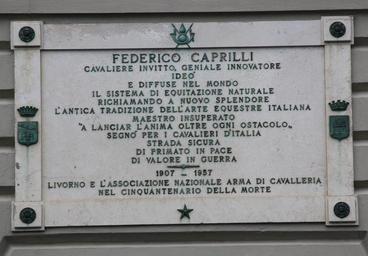 FEDERICO CAPRILLI
CAVALIERE INVITTO, GENIALE INNOVATORE
IDEÒ
E DIFFUSE NEL MONDO
IL SISTEMA DI EQUITAZIONE NATURALE
RICHIAMANDO A NUOVO SPLENDORE
L'ANTICA TRADIZIONE DELL'ARTE EQUESTRE ITALIANA
MAESTRO INSUPERATO
"A LANCIAR L'ANIMA OLTRE OGNI OSTACOLO„
SEGNÒ PER I CAVALIERI D'ITALIA
STRADA SICURA
DI PRIMATO IN PACE
DI VALORE IN GUERRA
1907 - 1957
LIVORNO E L'ASSOCIAZIONE NAZIONALE ARMA DI CAVALLERIA
NEL CINQUANTENARIO DELLA MORTE